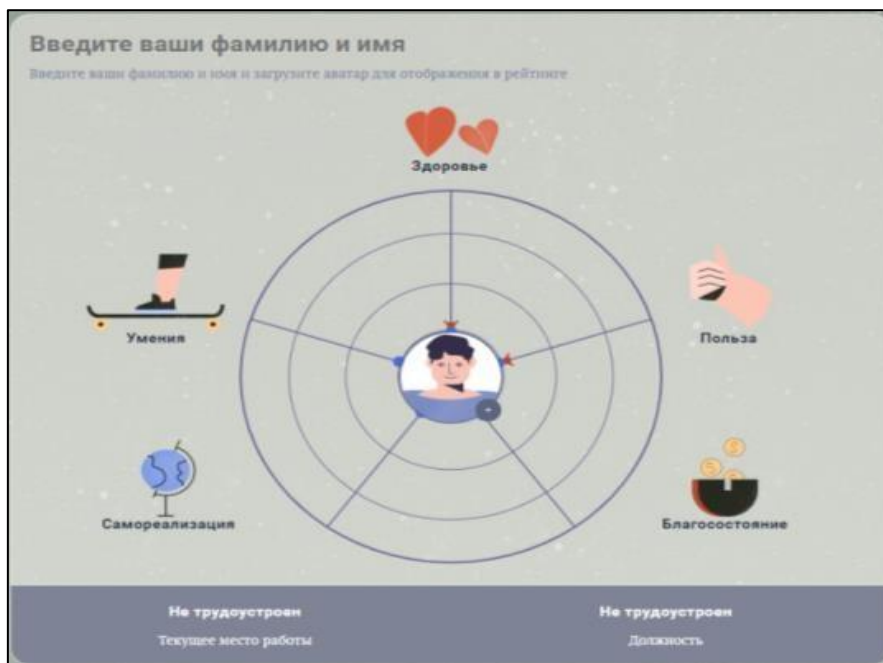 Введите ваши фамилию и имя
Введите ваши фамилию и имя и загрузите аватар для отображения в рейтинге
Здоровье
Умения
Польза
Самореализация
Благосостояние
Не трудоустроен
Не трудоустроен
Текущее место работы
Должность